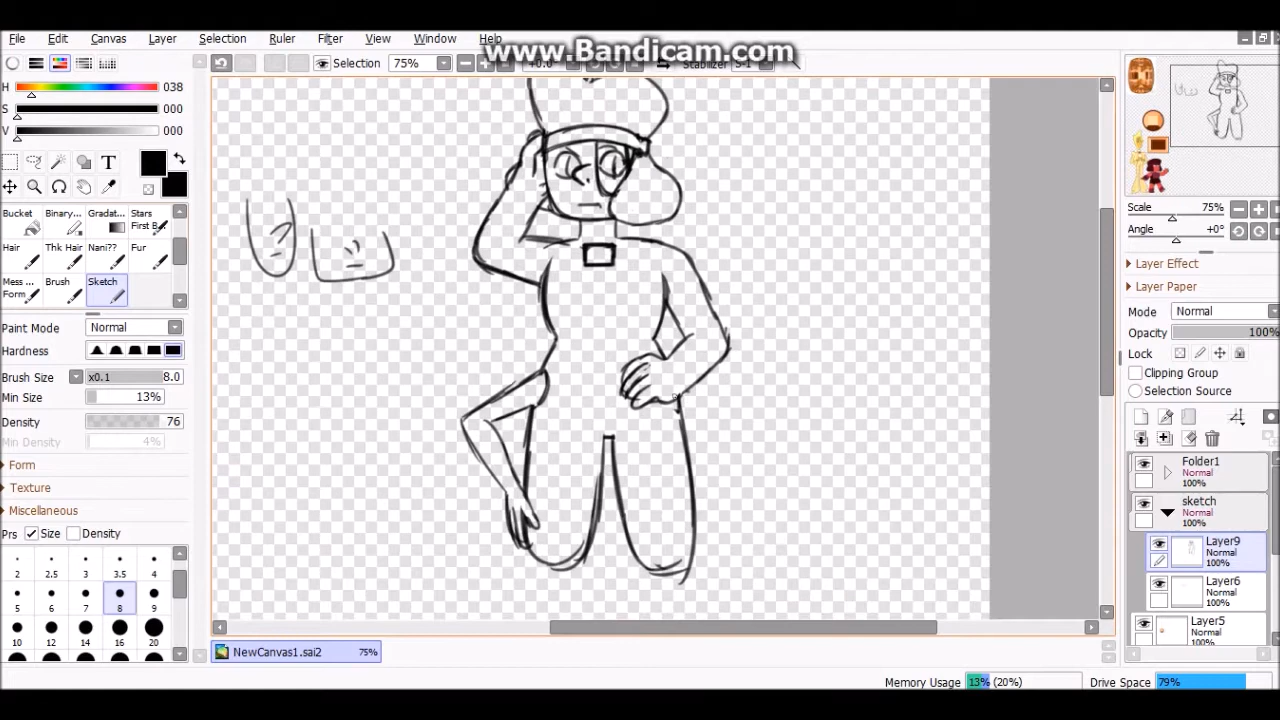 File Edit Canvas Layer Selection Ruler Filter View Window Help
www.Bandicam.com
Selection 75% +0.0° Stabilizer S-1
H 038
S 000
V 000
T
Bucket Binary... Gradat... Stars
First B...
Hair Thk Hair Nani?? Fur
Mess Brush Sketch
Form
Paint Mode Normal
Hardness
Brush Size x0.1 8.0
Min Size 13%
Density 76
Min Density 4%
Form
Texture
Miscellaneous
Prs Size Density
2 2.5 3 3.5 4
5 6 7 8 9
10 12 14 16 20
NewCanvas1.sai2 75%
Scale 75%
Angle +0°
Layer Effect
Layer Paper
Mode Normal
Opacity 100%
Lock
Clipping Group
Selection Source
Folder1
Normal
100%
sketch
Normal
100%
Layer9
Normal
100%
Layer6
Normal
100%
Layer5
Normal
100%
Memory Usage 13% (20%) Drive Space 79%